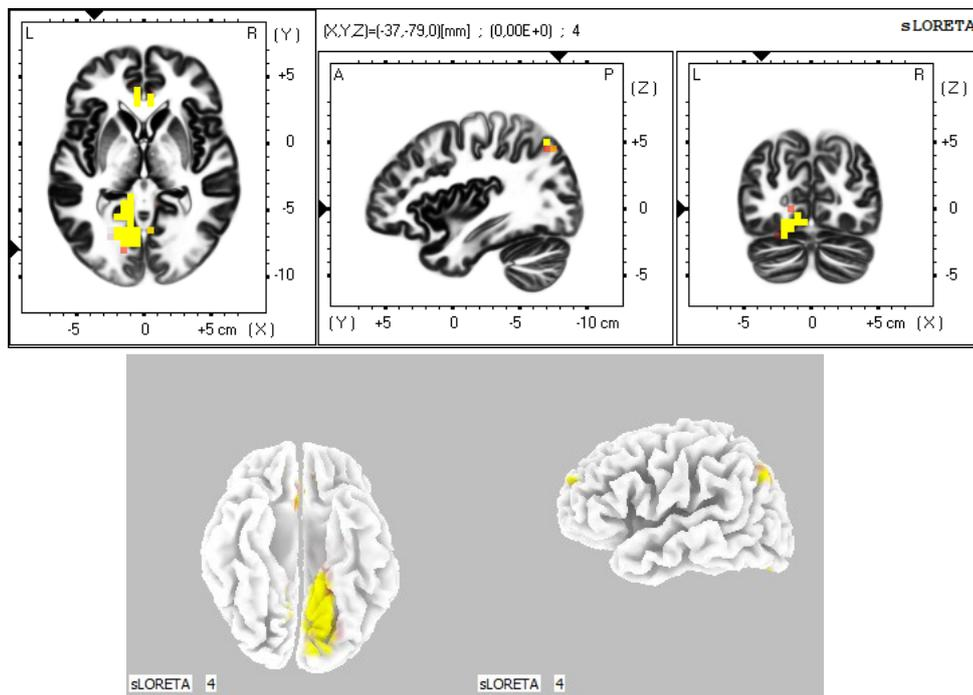 (X,Y,Z)=(-37,-79,0)[mm] ; (0,00E+0) ; 4 sLORETA
L R (Y)
+5
0
-5
-10
-5 0 +5 cm (X)
A P (Z)
+5
0
-5
(Y) +5 0 -5 -10 cm
L R (Z)
+5
0
-5
-5 0 +5 cm (X)
sLORETA 4
sLORETA 4